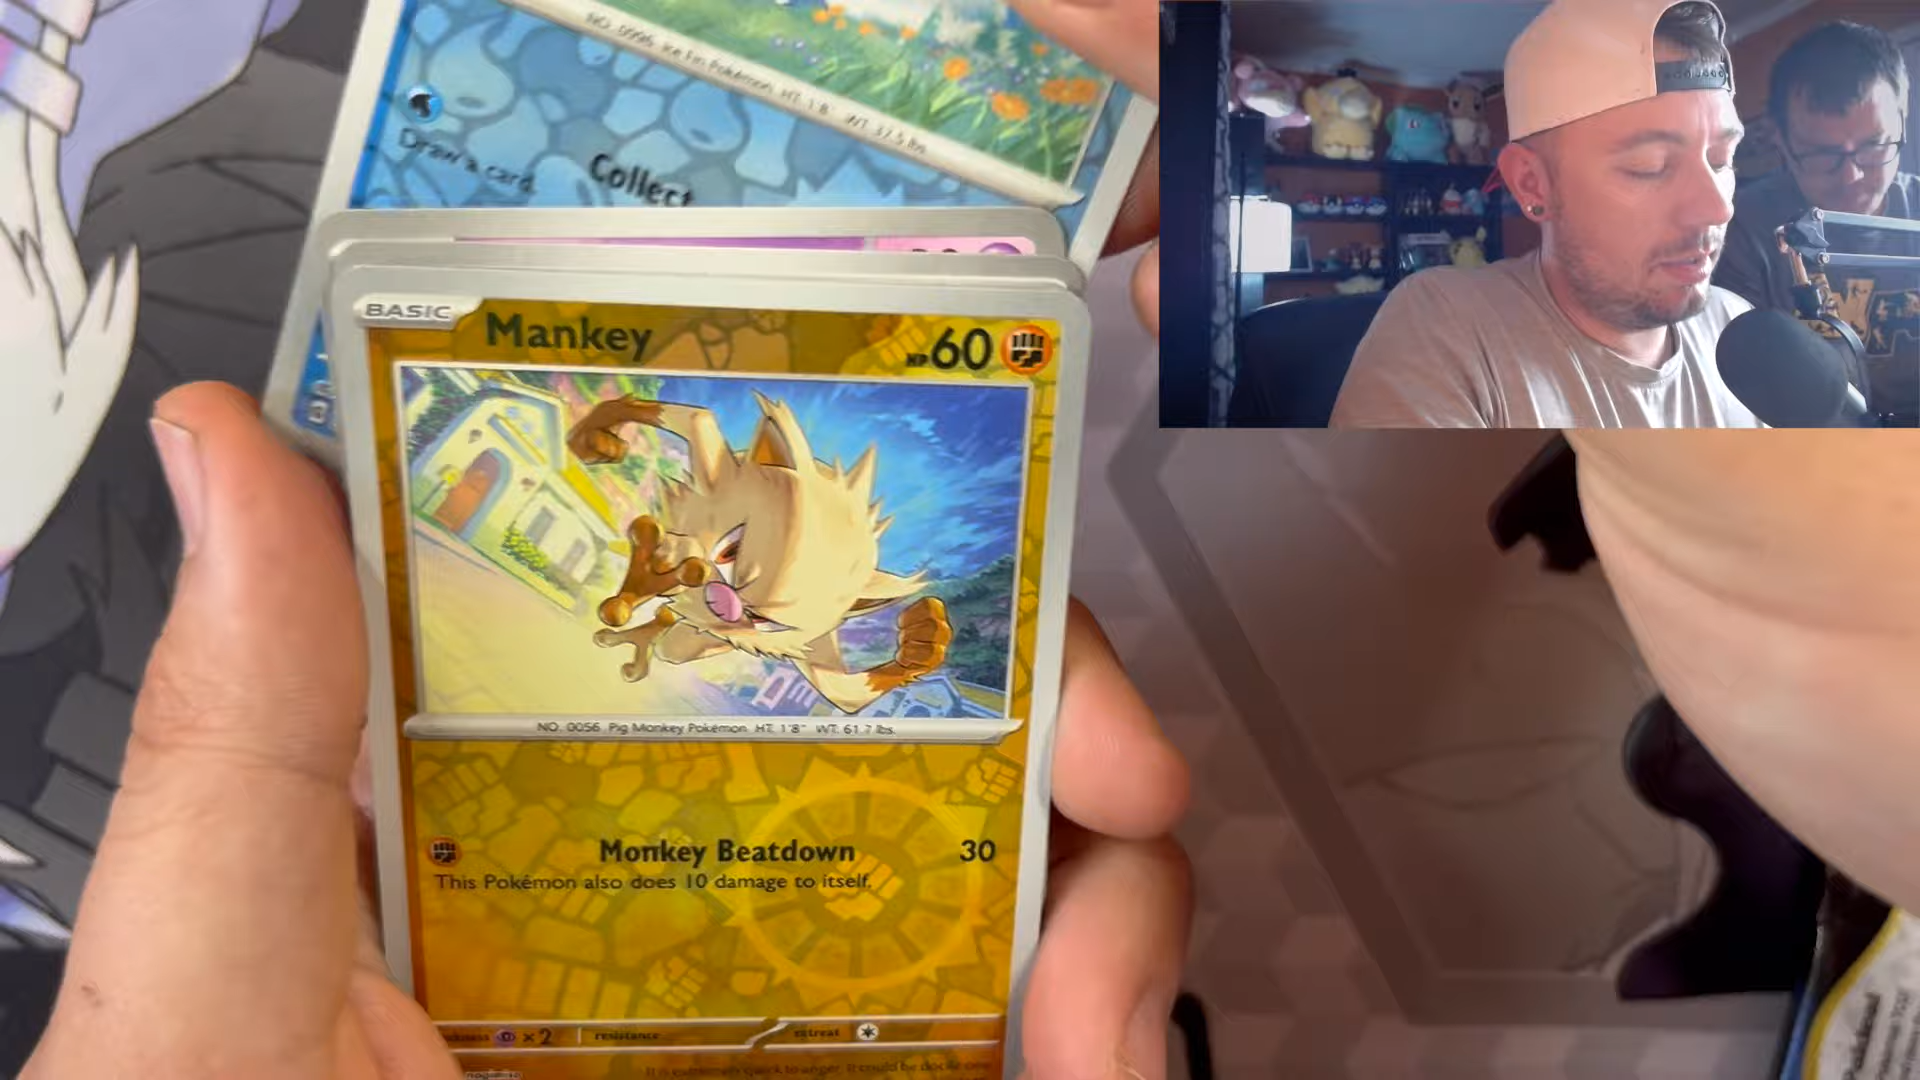 NO. 0996 Ice Fin Pokémon HT. 1'8" WT. 37.5 lbs.
Collect
Draw a card.
BASIC
Mankey
HP 60
NO. 0056 Pig Monkey Pokémon HT: 1'8" WT: 61.7 lbs.
Monkey Beatdown 30
This Pokémon also does 10 damage to itself.
×2 resistance retreat
It is extremely quick to anger. It could be docile one